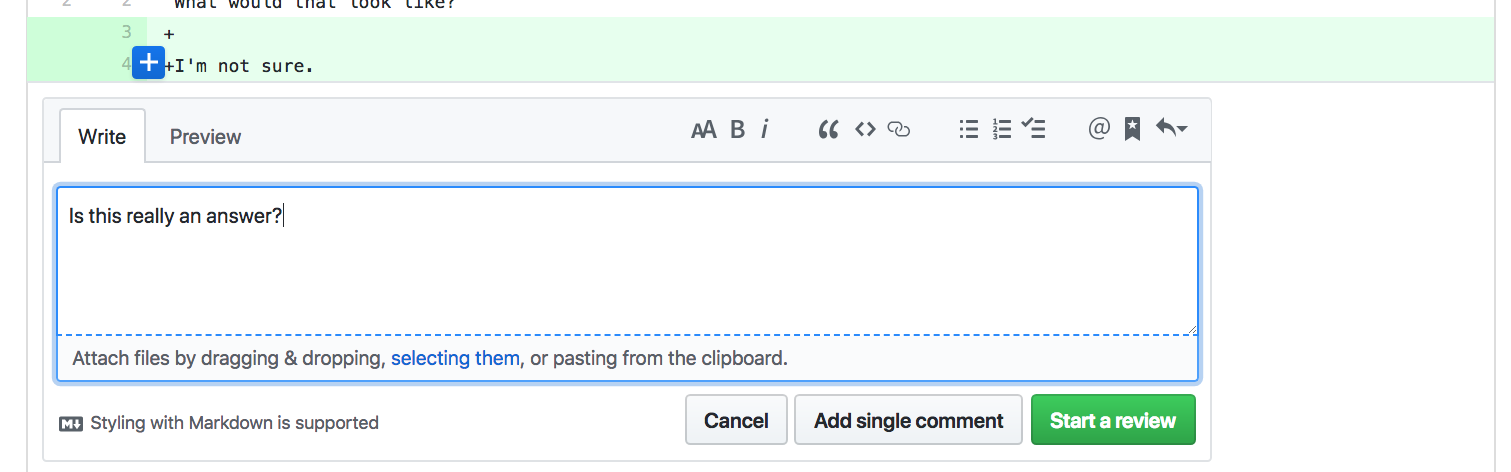 2 2 What would that look like?
3 +
4 +I'm not sure.
Write Preview AA B i @
Is this really an answer?
Attach files by dragging & dropping, selecting them, or pasting from the clipboard.
M Styling with Markdown is supported Cancel Add single comment Start a review